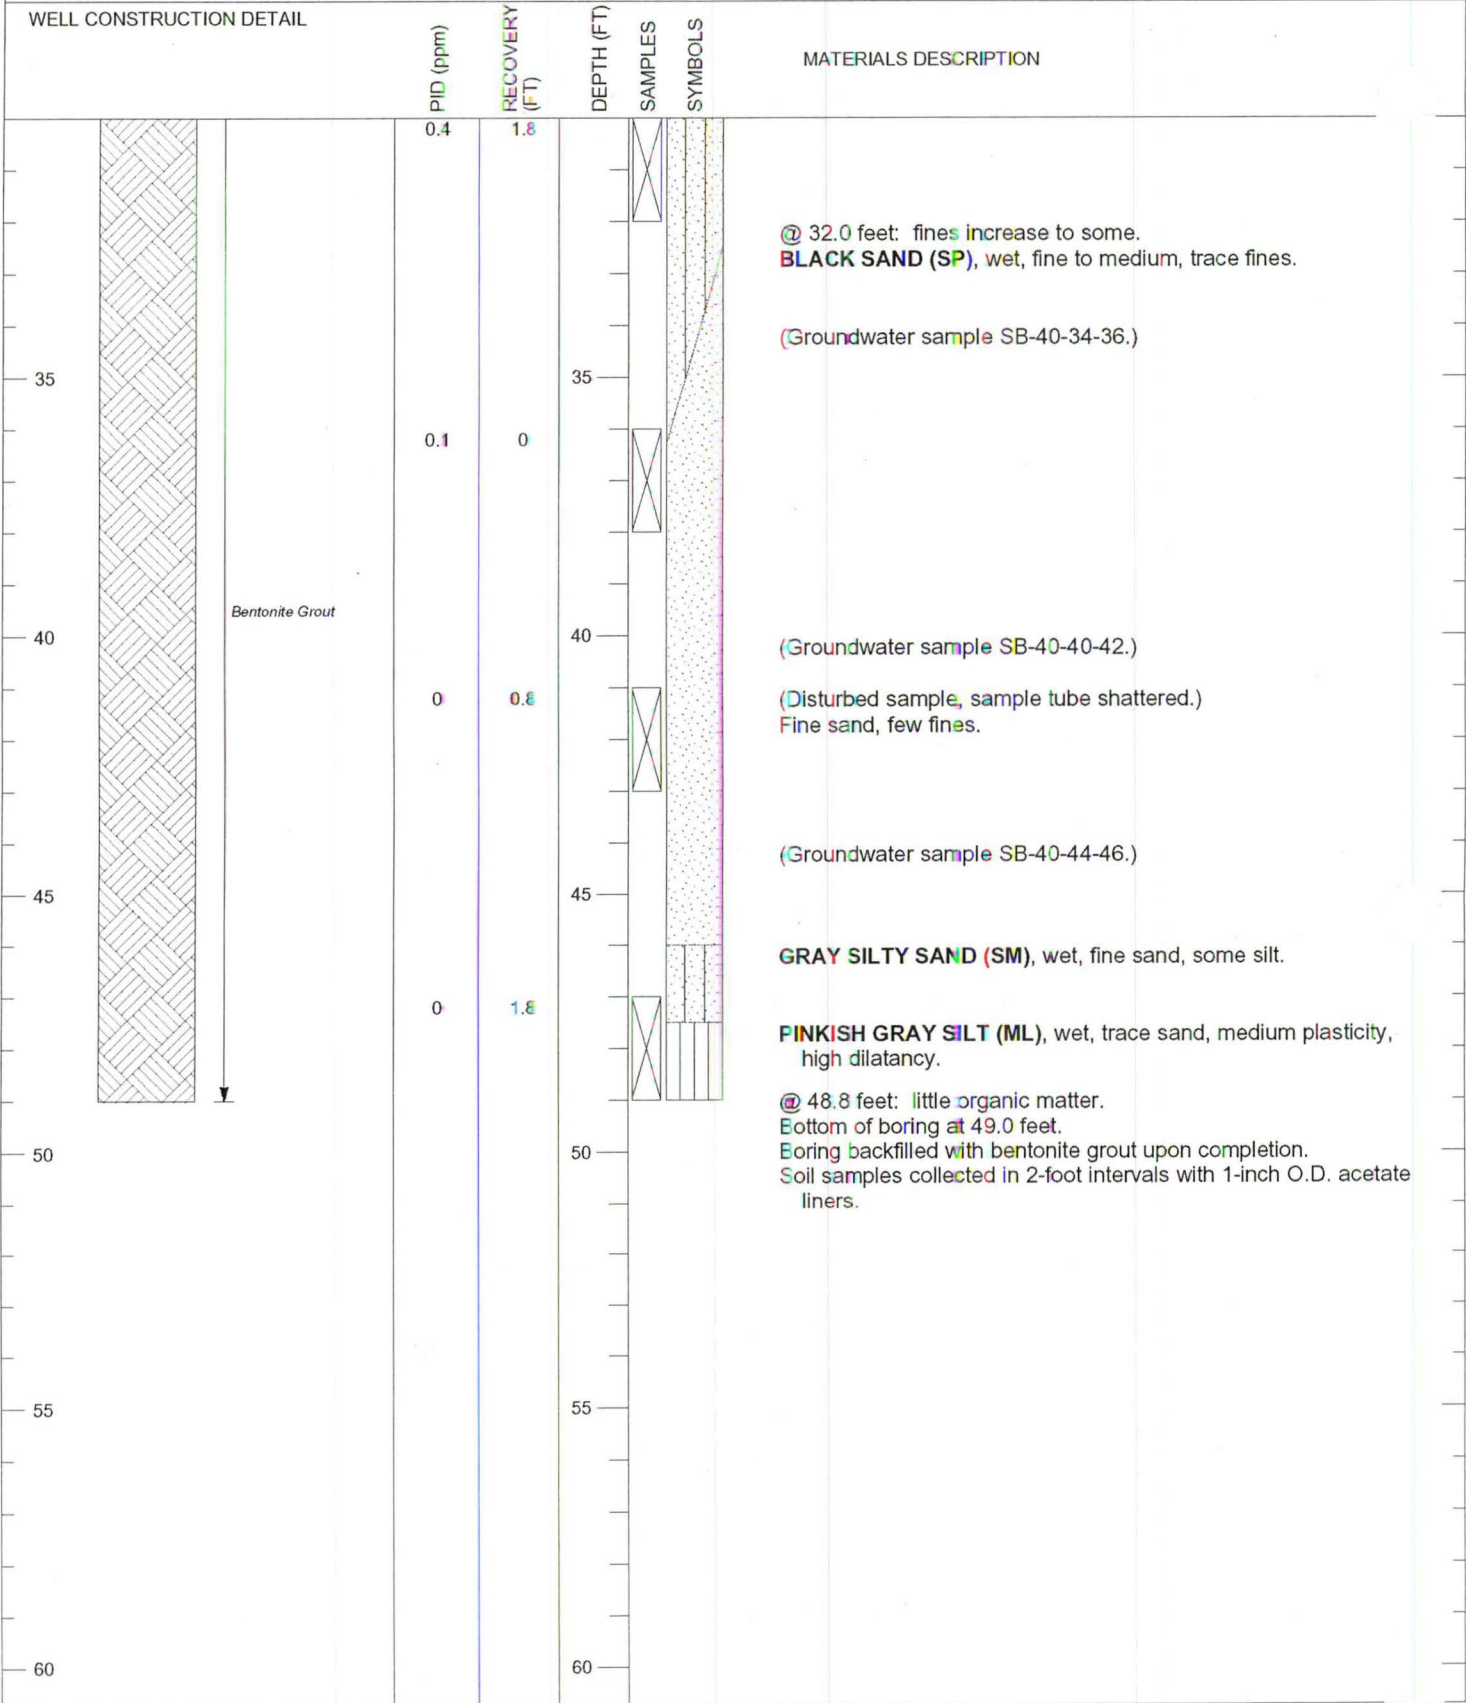 WELL CONSTRUCTION DETAIL
PID (ppm)
RECOVERY
(FT)
DEPTH (FT)
SAMPLES
SYMBOLS
MATERIALS DESCRIPTION
0.4 1.8
@ 32.0 feet: fines increase to some.
BLACK SAND (SP), wet, fine to medium, trace fines.
(Groundwater sample SB-40-34-36.)
35 35
0.1 0
Bentonite Grout
40 40
(Groundwater sample SB-40-40-42.)
0 0.8 (Disturbed sample, sample tube shattered.)
Fine sand, few fines.
(Groundwater sample SB-40-44-46.)
45 45
GRAY SILTY SAND (SM), wet, fine sand, some silt.
0 1.8
PINKISH GRAY SILT (ML), wet, trace sand, medium plasticity,
high dilatancy.
@ 48.8 feet: little organic matter.
Bottom of boring at 49.0 feet.
50 50 Boring backfilled with bentonite grout upon completion.
Soil samples collected in 2-foot intervals with 1-inch O.D. acetate
liners.
55 55
60 60